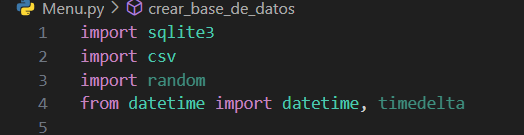 Menu.py > crear_base_de_datos
1 import sqlite3
2 import csv
3 import random
4 from datetime import datetime, timedelta
5